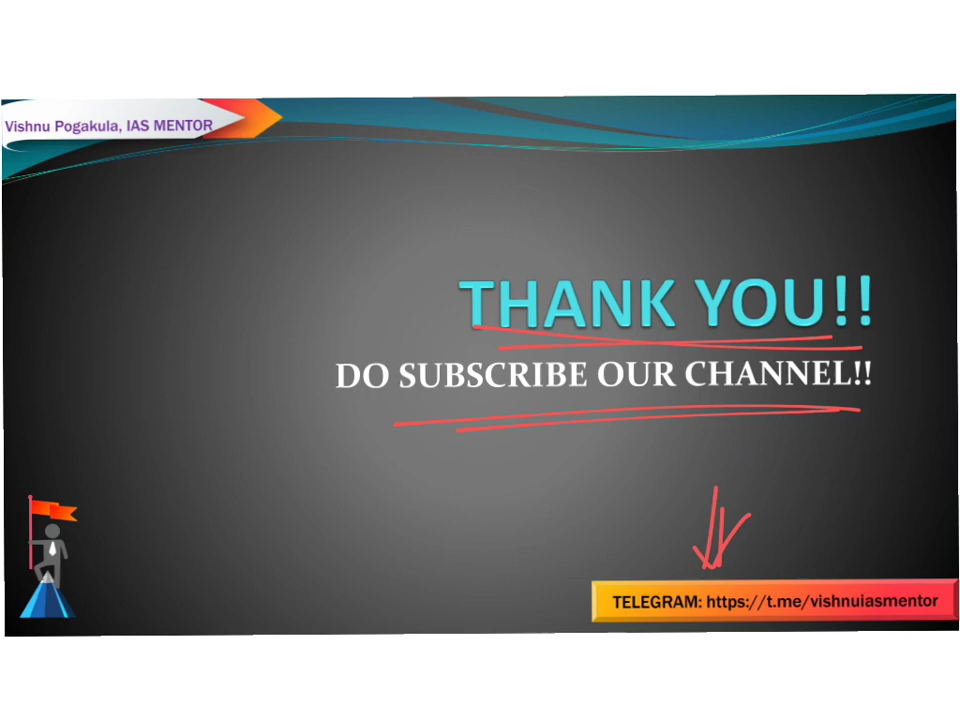 Vishnu Pogakula, IAS MENTOR
THANK YOU!!
DO SUBSCRIBE OUR CHANNEL!!
TELEGRAM: https://t.me/vishnuiasmentor